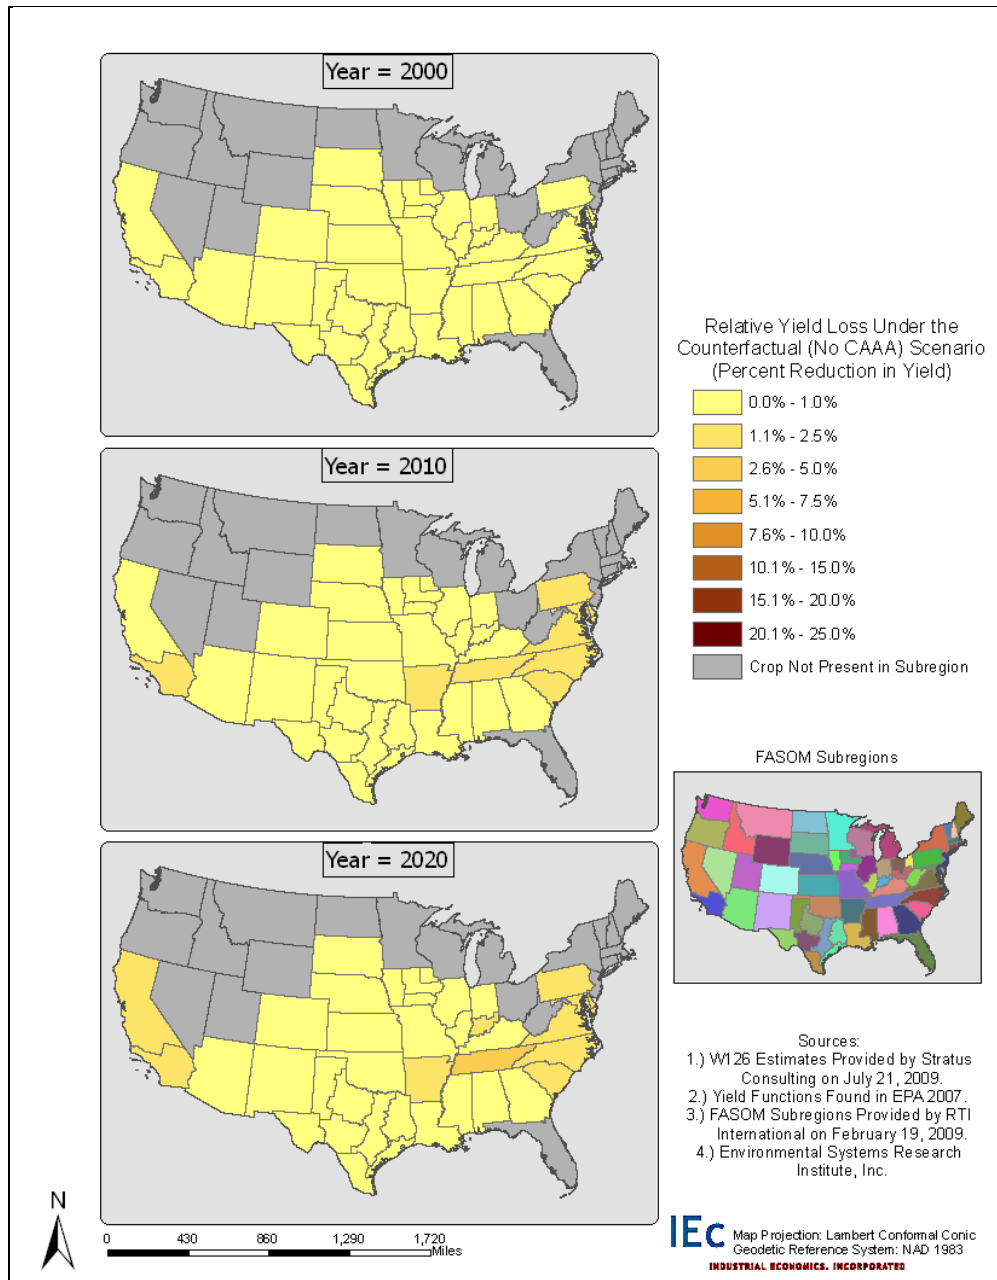 Year = 2000
Year = 2010
Year = 2020
Relative Yield Loss Under the
Counterfactual (No CAAA) Scenario
(Percent Reduction in Yield)
0.0% - 1.0%
1.1% - 2.5%
2.6% - 5.0%
5.1% - 7.5%
7.6% - 10.0%
10.1% - 15.0%
15.1% - 20.0%
20.1% - 25.0%
Crop Not Present in Subregion
FASOM Subregions
Sources:
1.) W126 Estimates Provided by Stratus
Consulting on July 21, 2009.
2.) Yield Functions Found in EPA 2007.
3.) FASOM Subregions Provided by RTI
International on February 19, 2009.
4.) Environmental Systems Research
Institute, Inc.
N
0 430 860 1,290 1,720
Miles
IEc
Map Projection: Lambert Conformal Conic
Geodetic Reference System: NAD 1983
INDUSTRIAL ECONOMICS, INCORPORATED